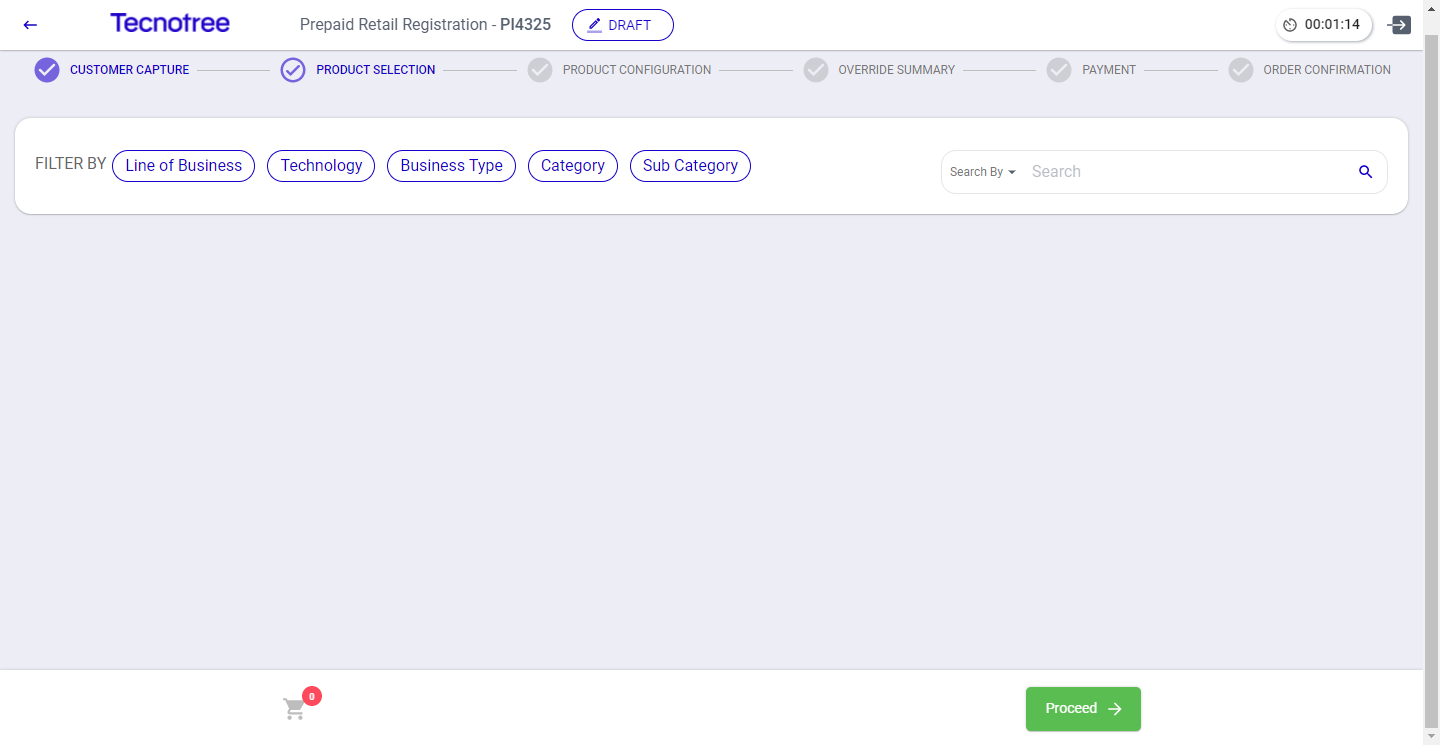 Tecnotree
Prepaid Retail Registration - PI4325
DRAFT
00:01:14
CUSTOMER CAPTURE
PRODUCT SELECTION
PRODUCT CONFIGURATION
OVERRIDE SUMMARY
PAYMENT
ORDER CONFIRMATION
FILTER BY
Line of Business
Technology
Business Type
Category
Sub Category
Search By
Search
0
Proceed